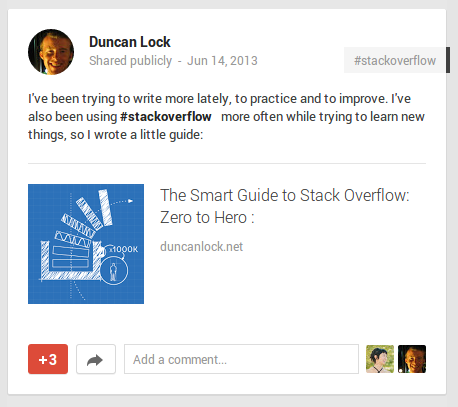 Duncan Lock
Shared publicly - Jun 14, 2013
#stackoverflow
I've been trying to write more lately, to practice and to improve. I've
also been using #stackoverflow more often while trying to learn new
things, so I wrote a little guide:
x1000K
The Smart Guide to Stack Overflow:
Zero to Hero :
duncanlock.net
+3
Add a comment...